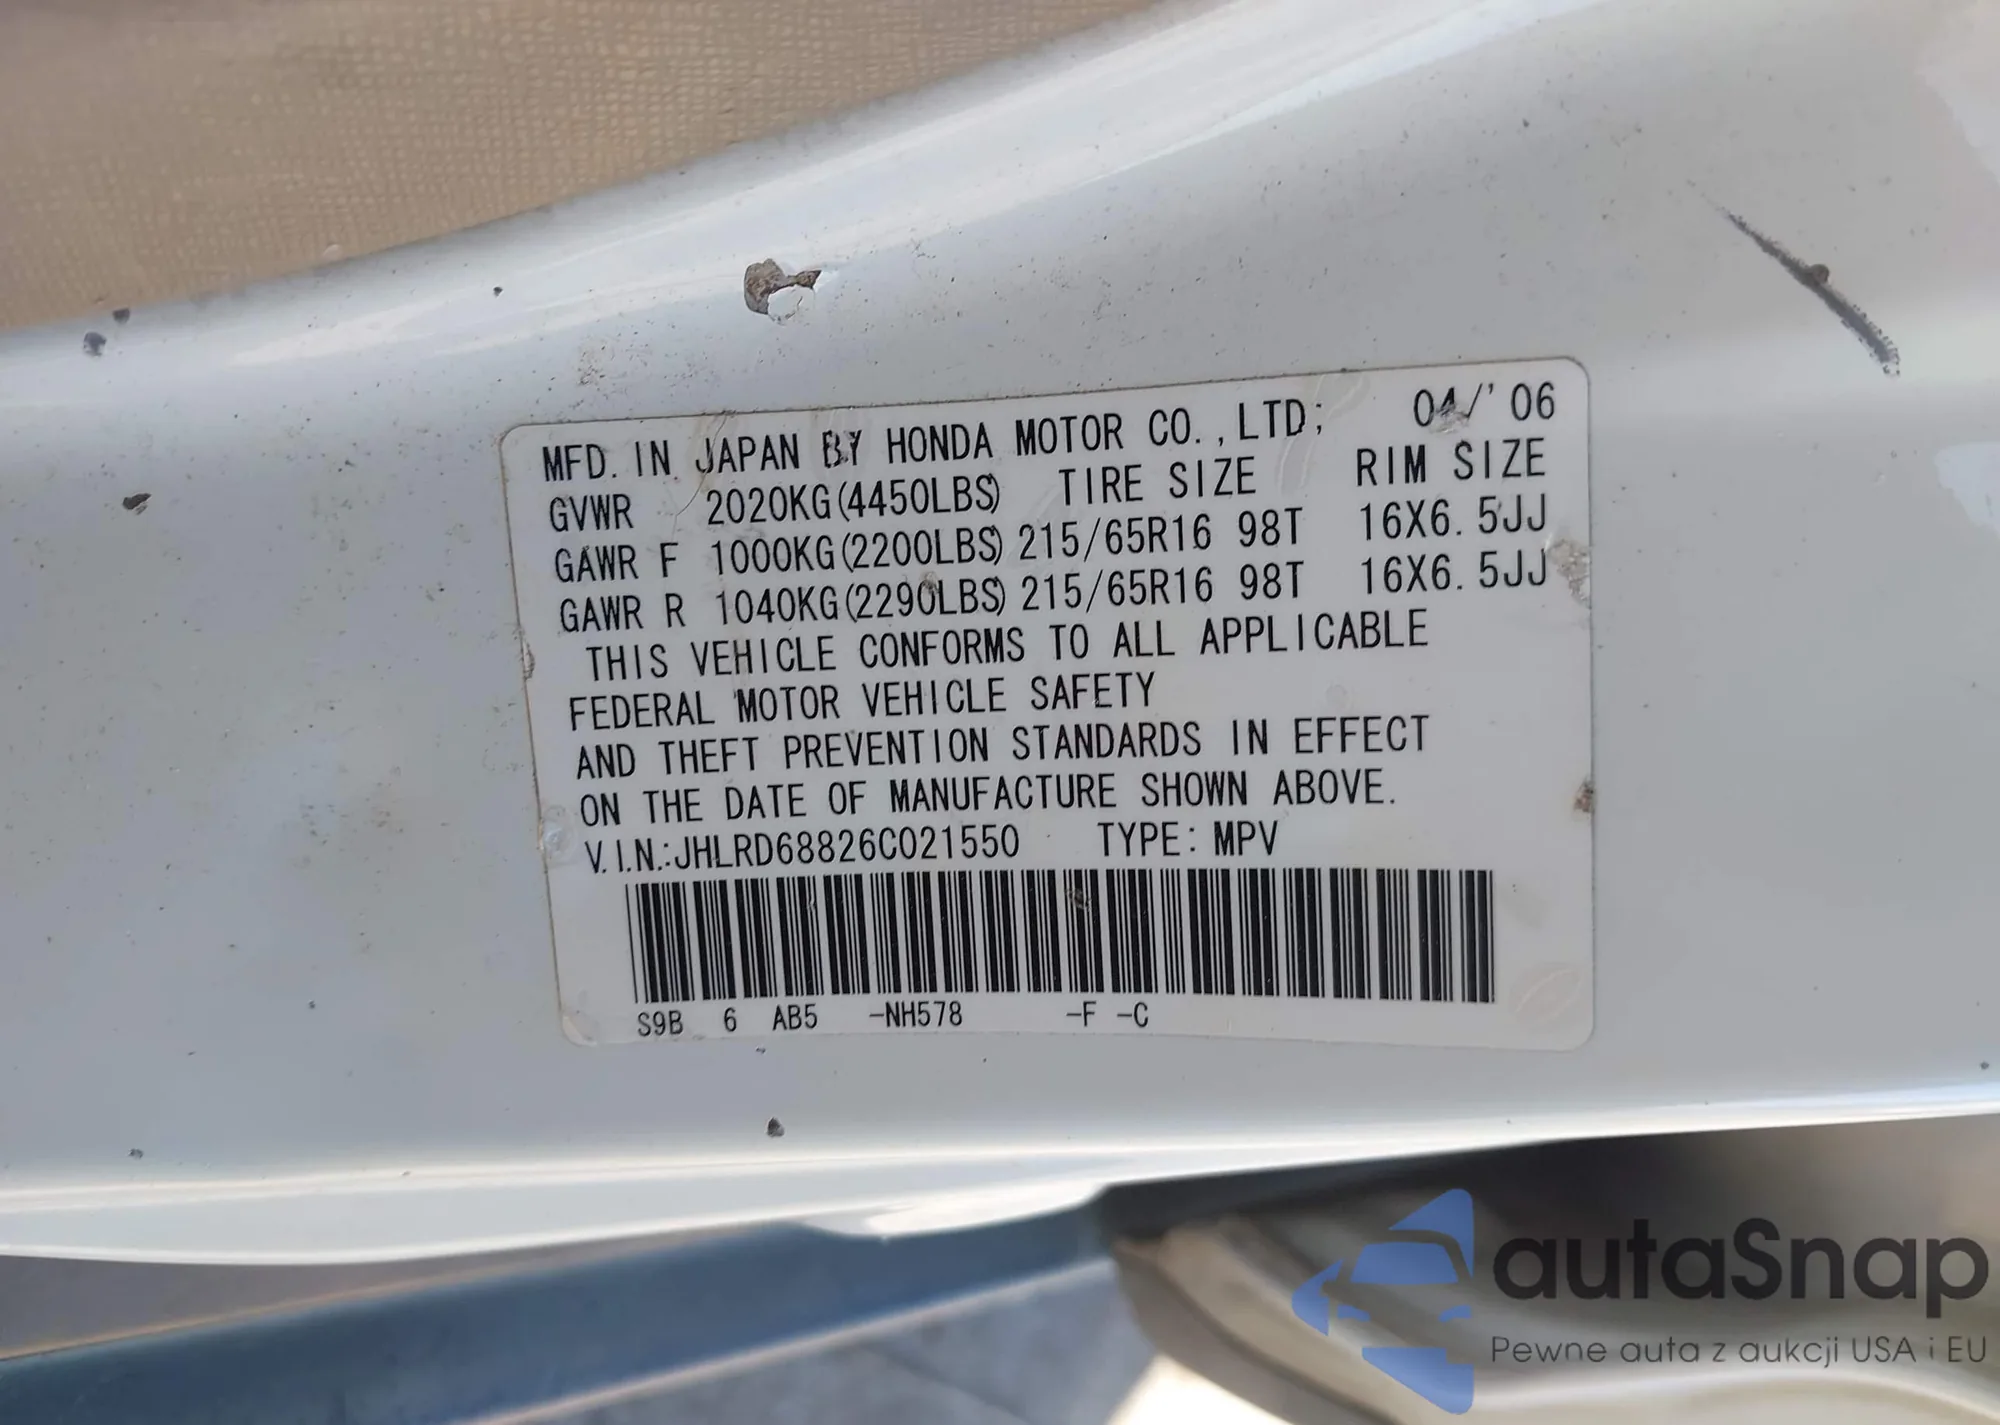 MFD. IN JAPAN BY HONDA MOTOR CO.,LTD; 04/'06
GVWR 2020KG(4450LBS) TIRE SIZE RIM SIZE
GAWR F 1000KG(2200LBS) 215/65R16 98T 16X6.5JJ
GAWR R 1040KG(2290LBS) 215/65R16 98T 16X6.5JJ
THIS VEHICLE CONFORMS TO ALL APPLICABLE
FEDERAL MOTOR VEHICLE SAFETY
AND THEFT PREVENTION STANDARDS IN EFFECT
ON THE DATE OF MANUFACTURE SHOWN ABOVE.
V.I.N.:JHLRD68826C021550 TYPE: MPV
S9B 6 AB5 -NH578 -F -C
autaSnap
Pewne auta z aukcji USA i EU